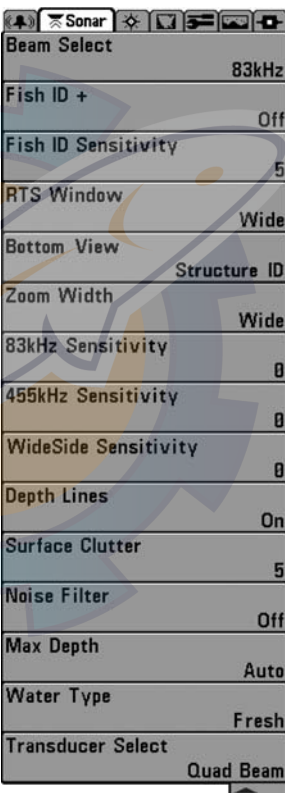 Sonar
Beam Select
83kHz
Fish ID +
Off
Fish ID Sensitivity
5
RTS Window
Wide
Bottom View
Structure ID
Zoom Width
Wide
83kHz Sensitivity
0
455kHz Sensitivity
0
WideSide Sensitivity
0
Depth Lines
On
Surface Clutter
5
Noise Filter
Off
Max Depth
Auto
Water Type
Fresh
Transducer Select
Quad Beam